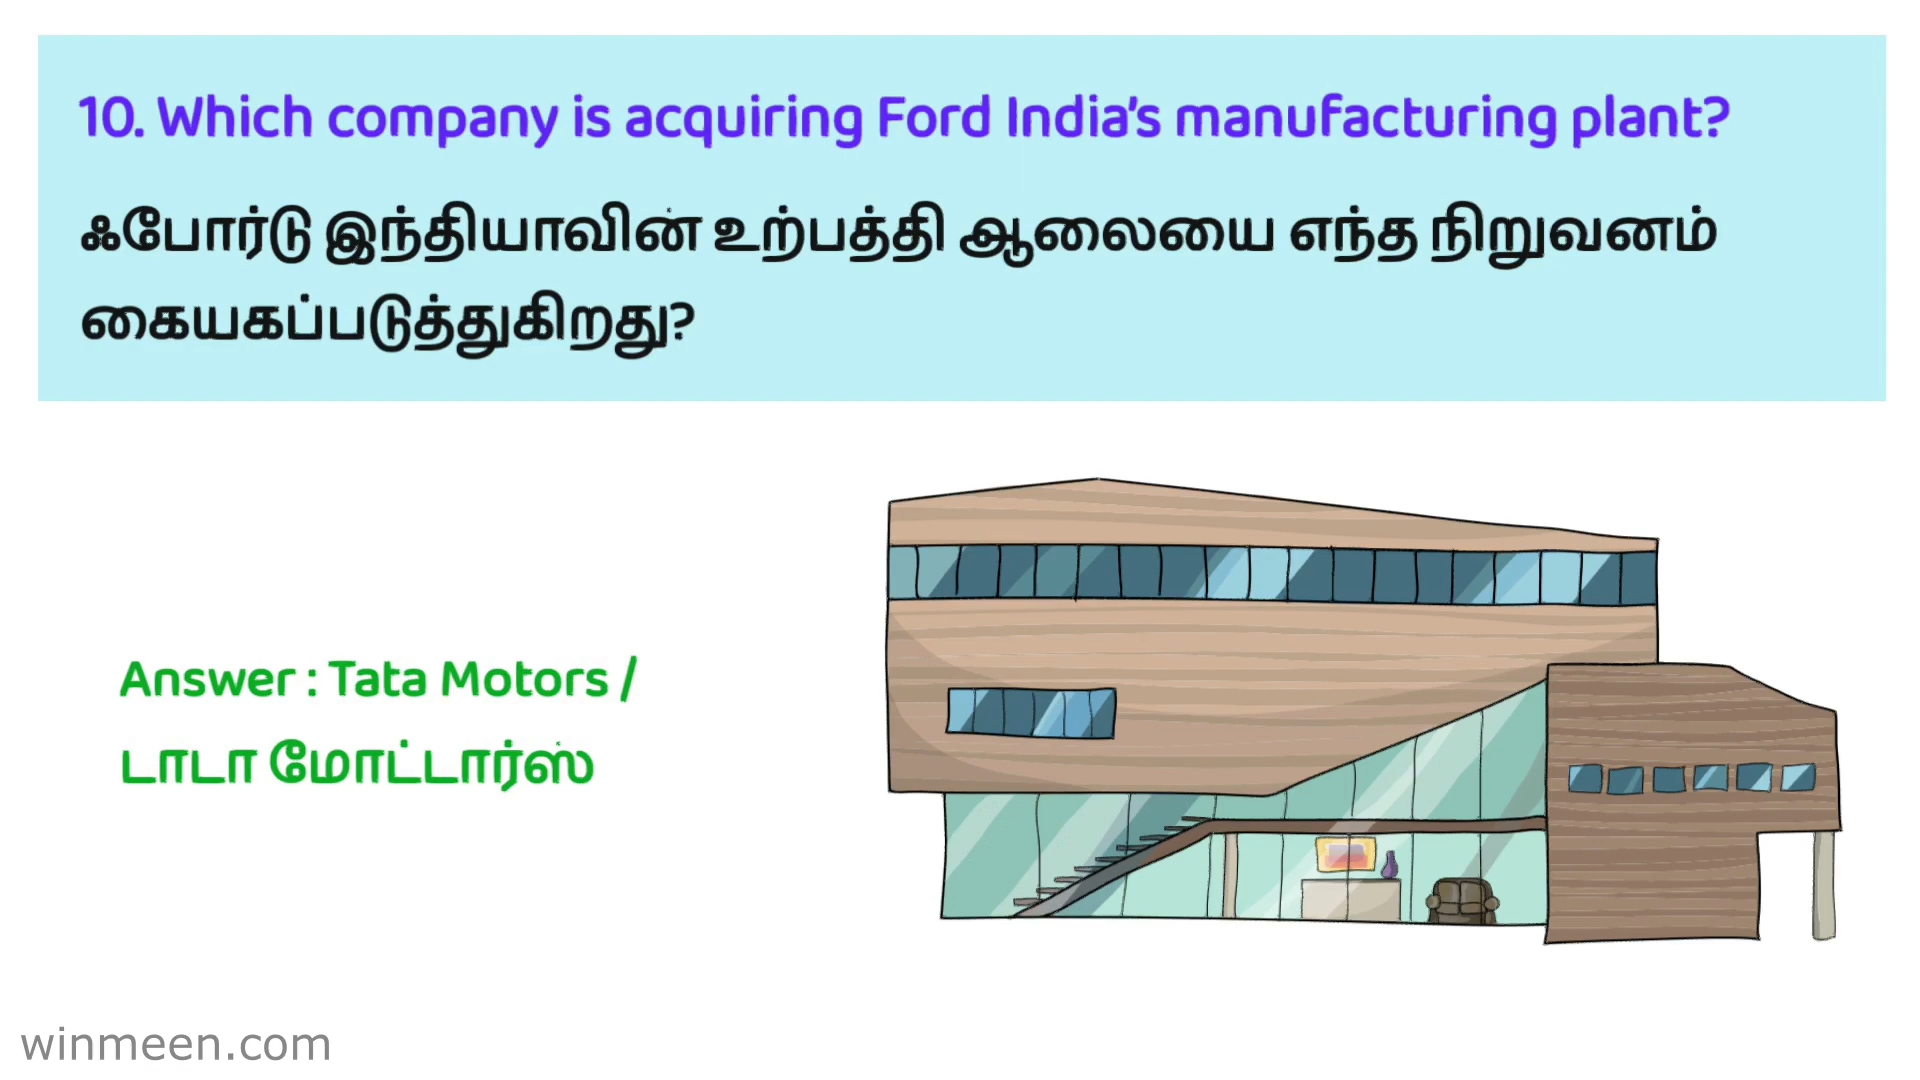 10. Which company is acquiring Ford India's manufacturing plant?
ஃபோர்டு இந்தியாவின் உற்பத்தி ஆலையை எந்த நிறுவனம்
கையகப்படுத்துகிறது?
Answer : Tata Motors /
டாடா மோட்டார்ஸ்
winmeen.com